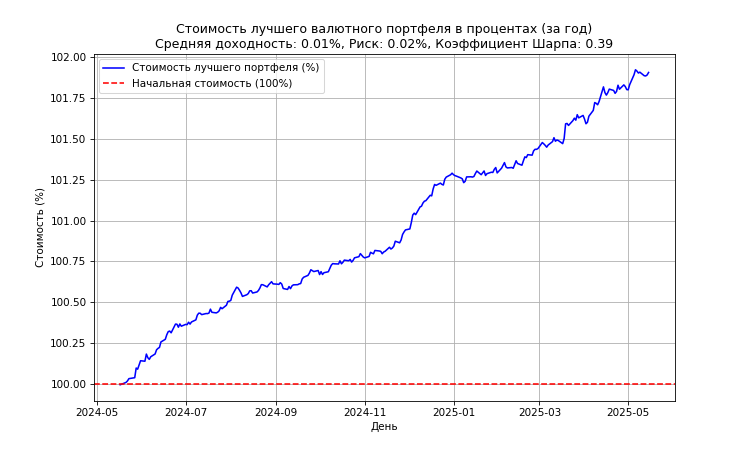 Стоимость лучшего валютного портфеля в процентах (за год)
Средняя доходность: 0.01%, Риск: 0.02%, Коэффициент Шарпа: 0.39
Стоимость лучшего портфеля (%)
Начальная стоимость (100%)
Стоимость (%)
102.00
101.75
101.50
101.25
101.00
100.75
100.50
100.25
100.00
2024-05 2024-07 2024-09 2024-11 2025-01 2025-03 2025-05
День